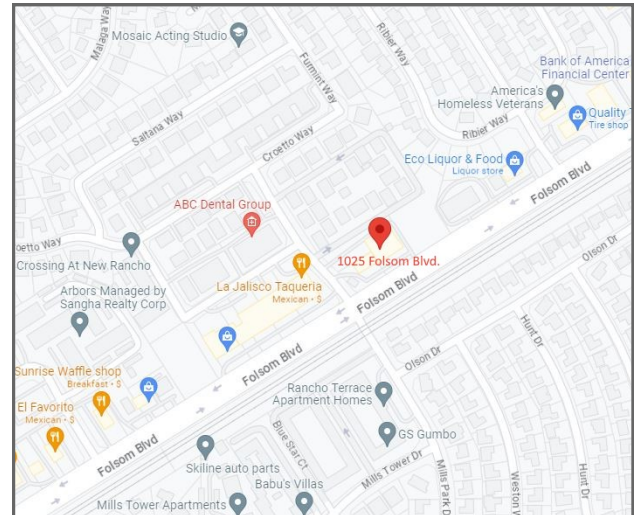 Malaga Way
Mosaic Acting Studio
Furmint Way
Ribier Way
Bank of America
Financial Center
America's
Homeless Veterans
Quality T
Tire shop
Saltana Way
Croetto Way
Ribier Way
Eco Liquor & Food
Liquor store
Folsom Blvd
ABC Dental Group
Olson Dr
oetto Way
Crossing At New Rancho
1025 Folsom Blvd.
La Jalisco Taqueria
Mexican • $
Folsom Blvd
Arbors Managed by
Sangha Realty Corp
Hunt Dr
Sunrise Waffle shop
Breakfast • $
Folsom Blvd
Olson Dr
El Favorito
Mexican • $
Rancho Terrace
Apartment Homes
Blue Star Ct
GS Gumbo
Folsom Blvd
Skiline auto parts
Mills Tower Dr
Babu's Villas
Mills Tower Apartments
Mills Park D
Weston W
Hunt Dr